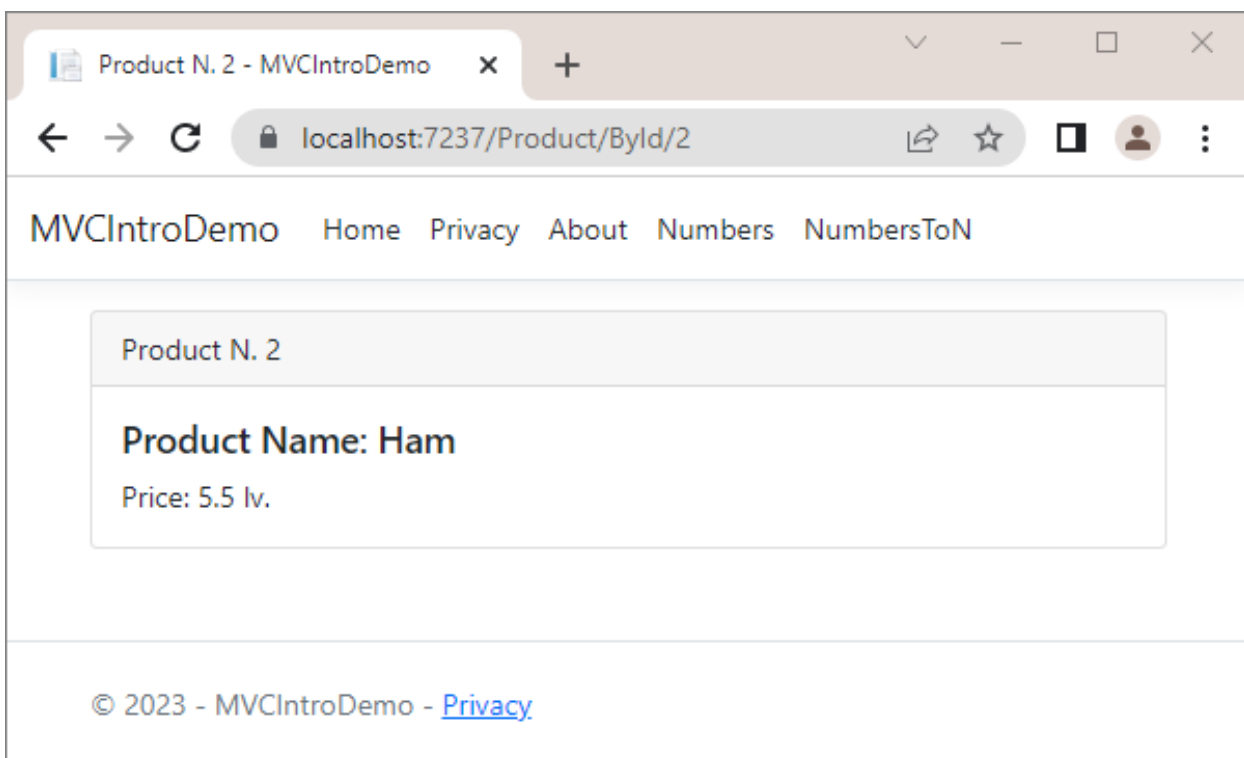 Product N. 2 - MVCIntroDemo
localhost:7237/Product/ById/2
MVCIntroDemo Home Privacy About Numbers NumbersToN
Product N. 2
Product Name: Ham
Price: 5.5 lv.
© 2023 - MVCIntroDemo - Privacy